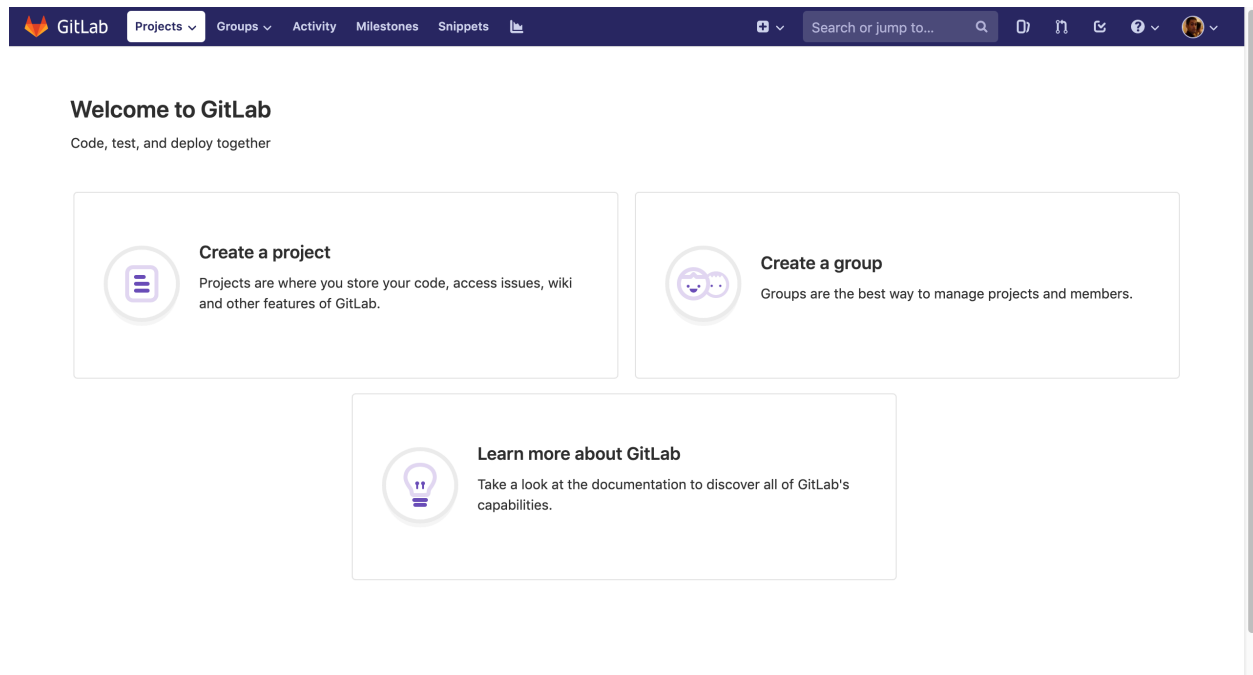 GitLab Projects Groups Activity Milestones Snippets Search or jump to...
Welcome to GitLab
Code, test, and deploy together
Create a project
Projects are where you store your code, access issues, wiki
and other features of GitLab.
Create a group
Groups are the best way to manage projects and members.
Learn more about GitLab
Take a look at the documentation to discover all of GitLab's
capabilities.